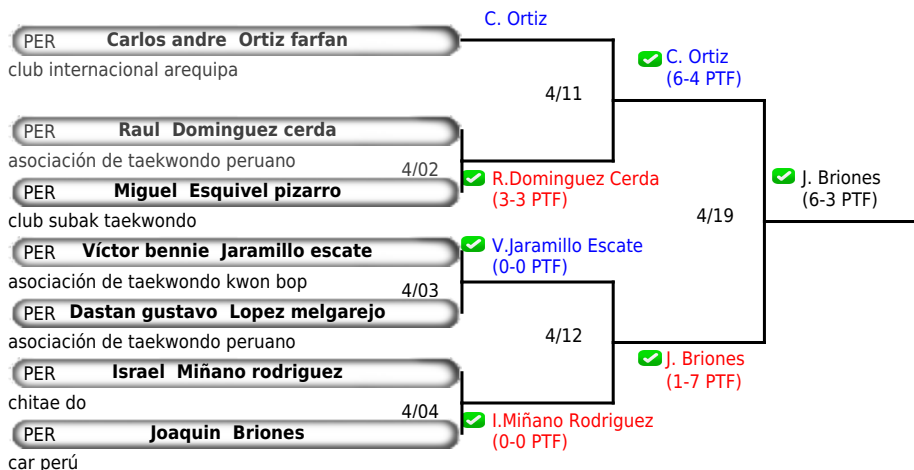 C. Ortiz
PER Carlos andre Ortiz farfan
club internacional arequipa
C. Ortiz
(6-4 PTF)
4/11
PER Raul Dominguez cerda
asociación de taekwondo peruano
4/02
R.Dominguez Cerda
(3-3 PTF)
PER Miguel Esquivel pizarro
club subak taekwondo
J. Briones
(6-3 PTF)
4/19
PER Víctor bennie Jaramillo escate
asociación de taekwondo kwon bop
V.Jaramillo Escate
(0-0 PTF)
4/03
PER Dastan gustavo Lopez melgarejo
asociación de taekwondo peruano
4/12
J. Briones
(1-7 PTF)
PER Israel Miñano rodriguez
chitae do
4/04
I.Miñano Rodriguez
(0-0 PTF)
PER Joaquin Briones
car perú